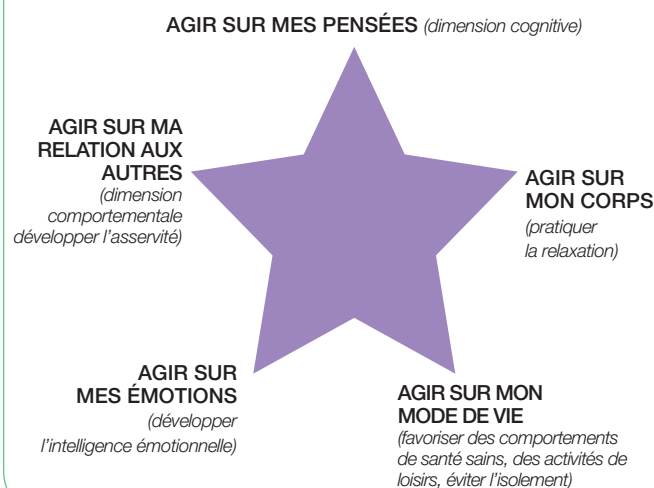 AGIR SUR MES PENSÉES (dimension cognitive)
AGIR SUR MA
RELATION AUX
AUTRES
(dimension
comportementale
développer l'asservité)
AGIR SUR
MON CORPS
(pratiquer
la relaxation)
AGIR SUR
MES ÉMOTIONS
(développer
l'intelligence émotionnelle)
AGIR SUR MON
MODE DE VIE
(favoriser des comportements
de santé sains, des activités de
loisirs, éviter l'isolement)